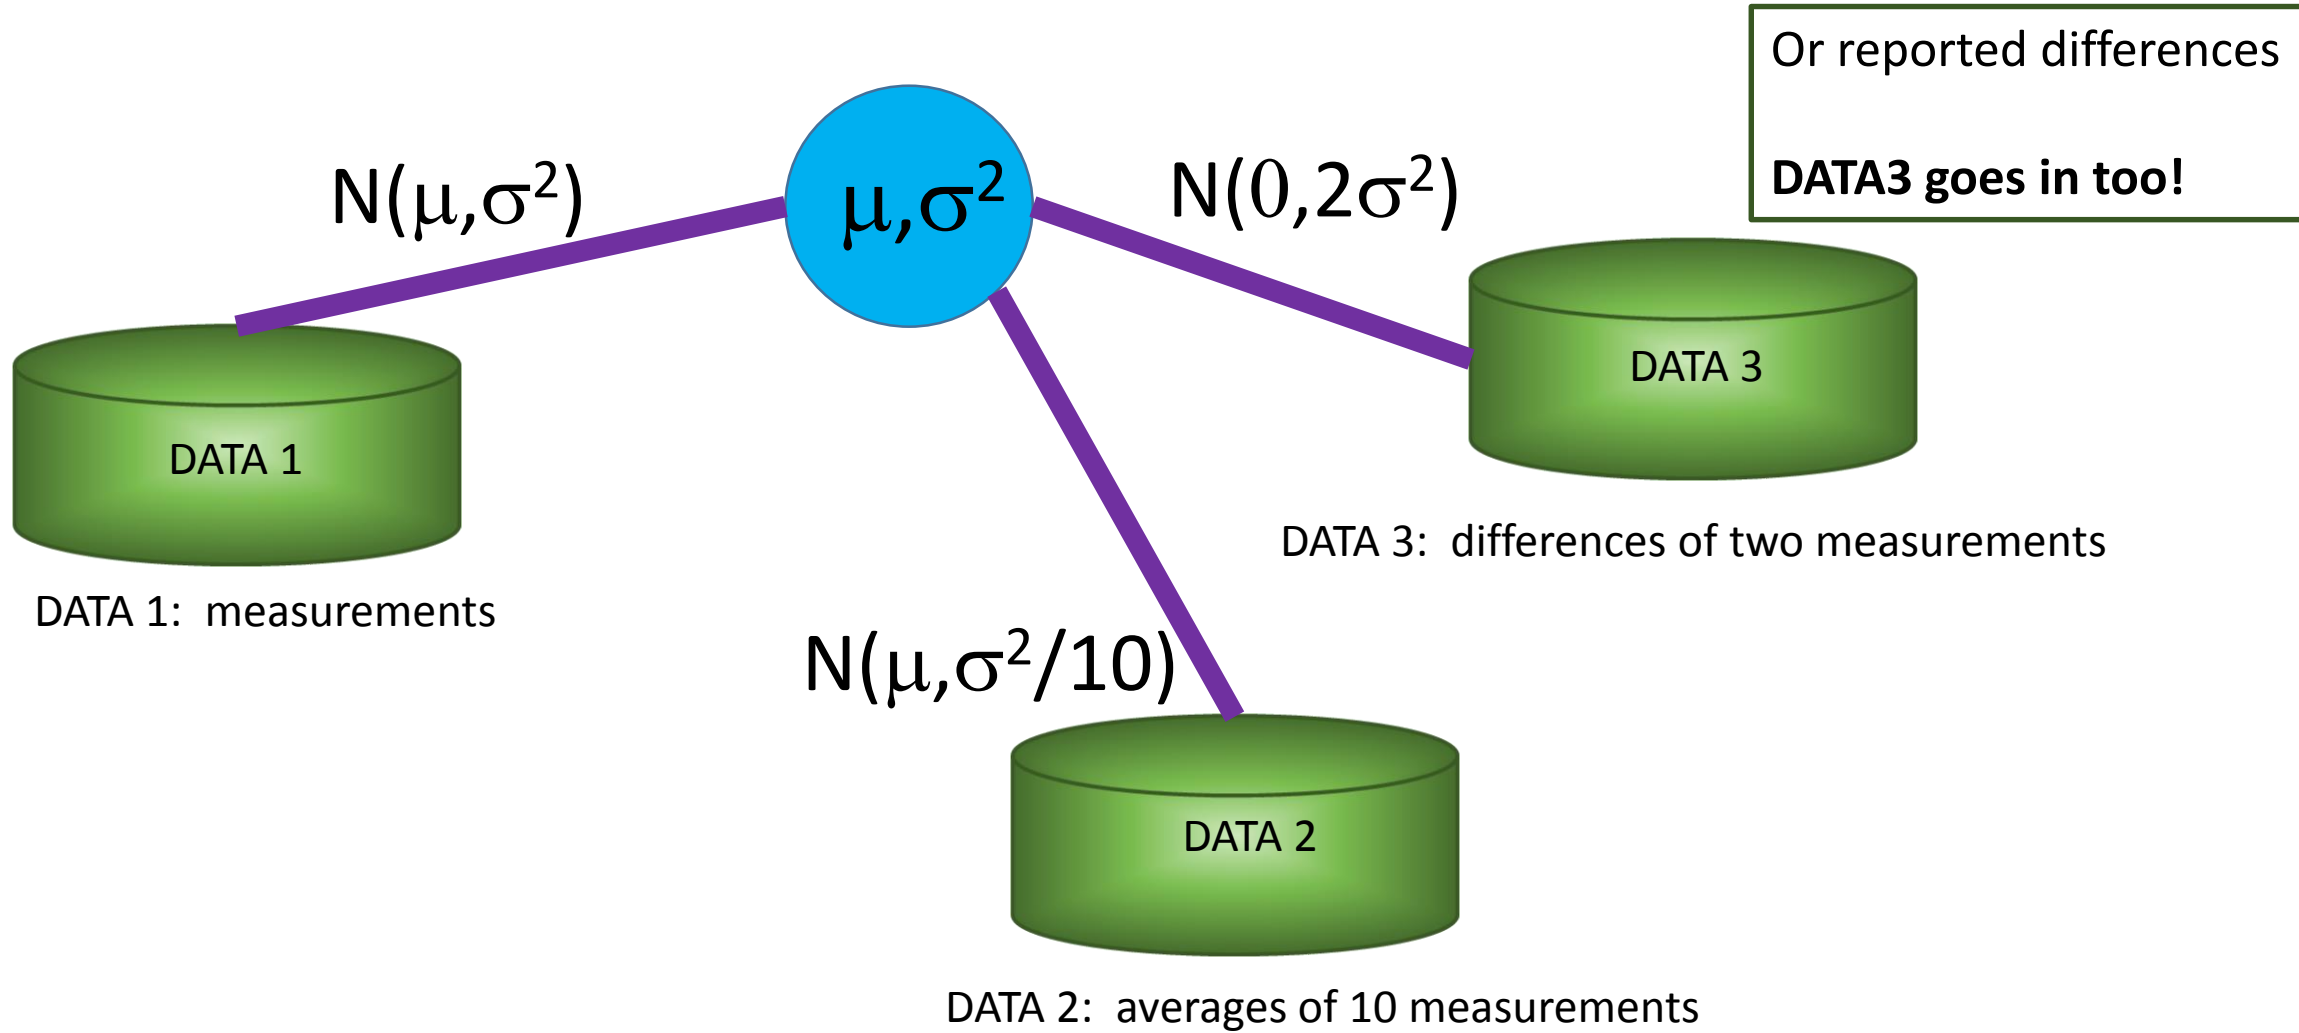 Or reported differences
DATA3 goes in too!
N(μ,σ²)
μ,σ²
N(0,2σ²)
DATA 3
DATA 1
DATA 3: differences of two measurements
DATA 1: measurements
N(μ,σ²/10)
DATA 2
DATA 2: averages of 10 measurements